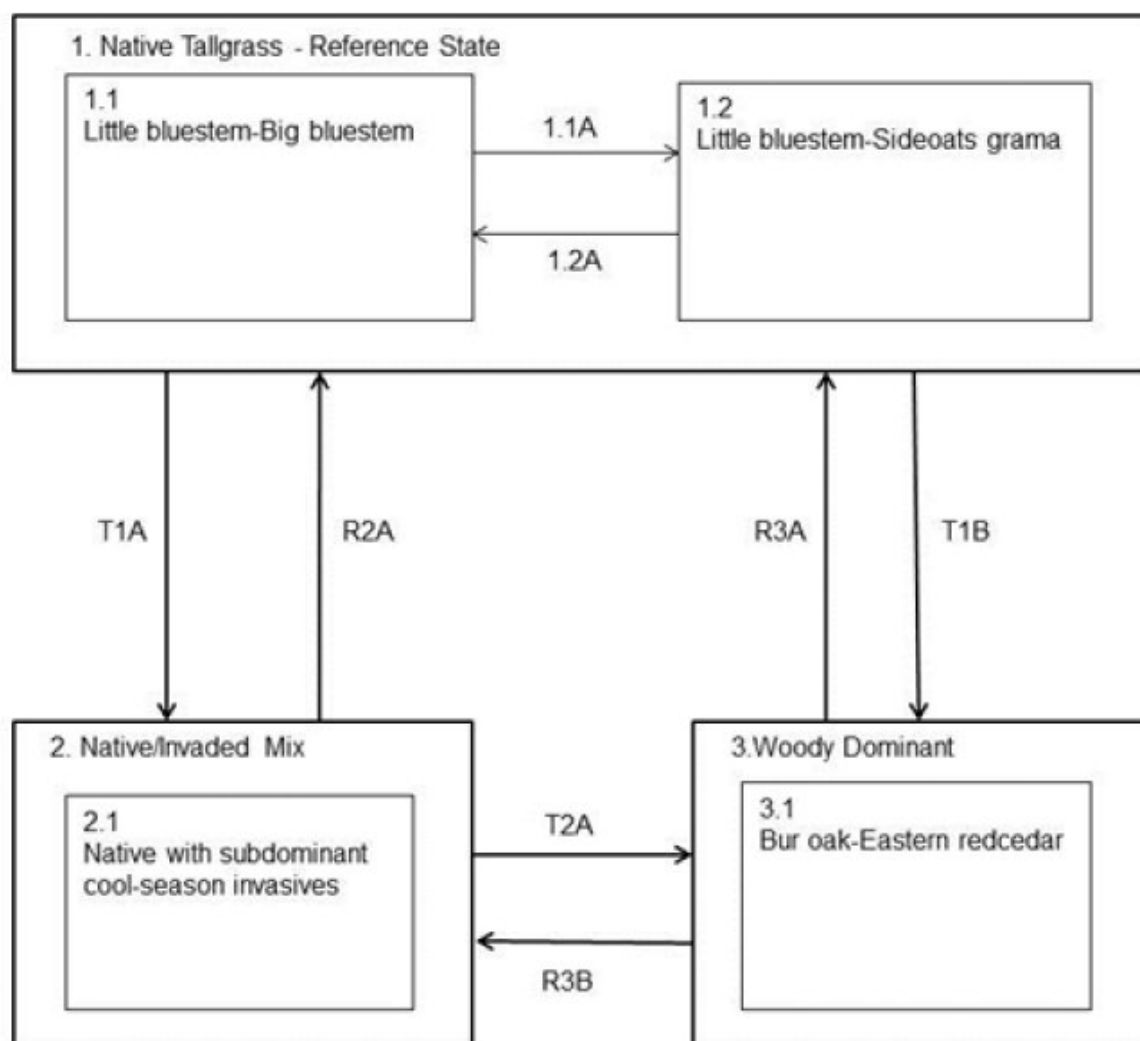 1. Native Tallgrass - Reference State
1.1
Little bluestem-Big bluestem
1.1A
1.2
Little bluestem-Sideoats grama
1.2A
T1A
R2A
R3A
T1B
2. Native/Invaded Mix
2.1
Native with subdominant
cool-season invasives
T2A
R3B
3.Woody Dominant
3.1
Bur oak-Eastern redcedar